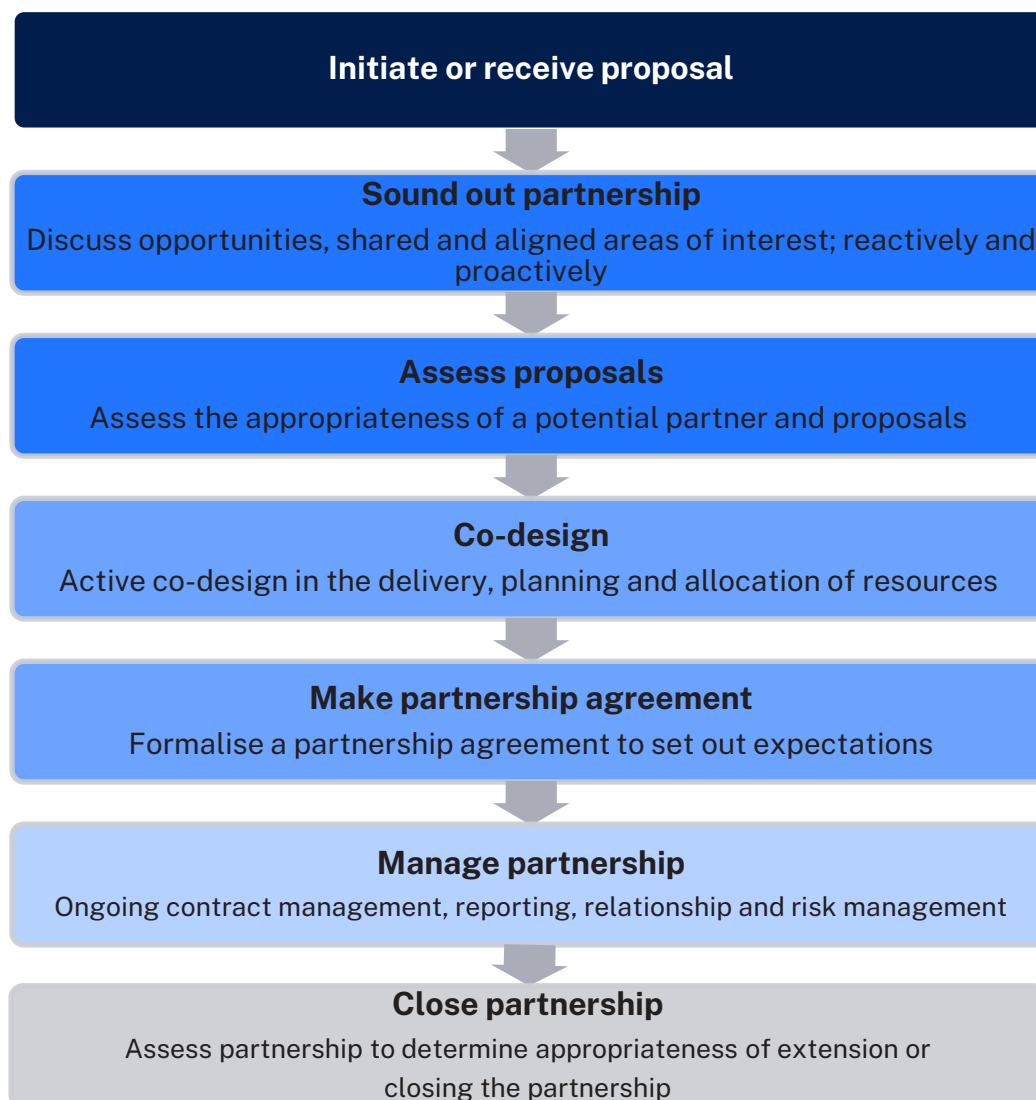 Initiate or receive proposal
Sound out partnership
Discuss opportunities, shared and aligned areas of interest; reactively and
proactively
Assess proposals
Assess the appropriateness of a potential partner and proposals
Co-design
Active co-design in the delivery, planning and allocation of resources
Make partnership agreement
Formalise a partnership agreement to set out expectations
Manage partnership
Ongoing contract management, reporting, relationship and risk management
Close partnership
Assess partnership to determine appropriateness of extension or
closing the partnership